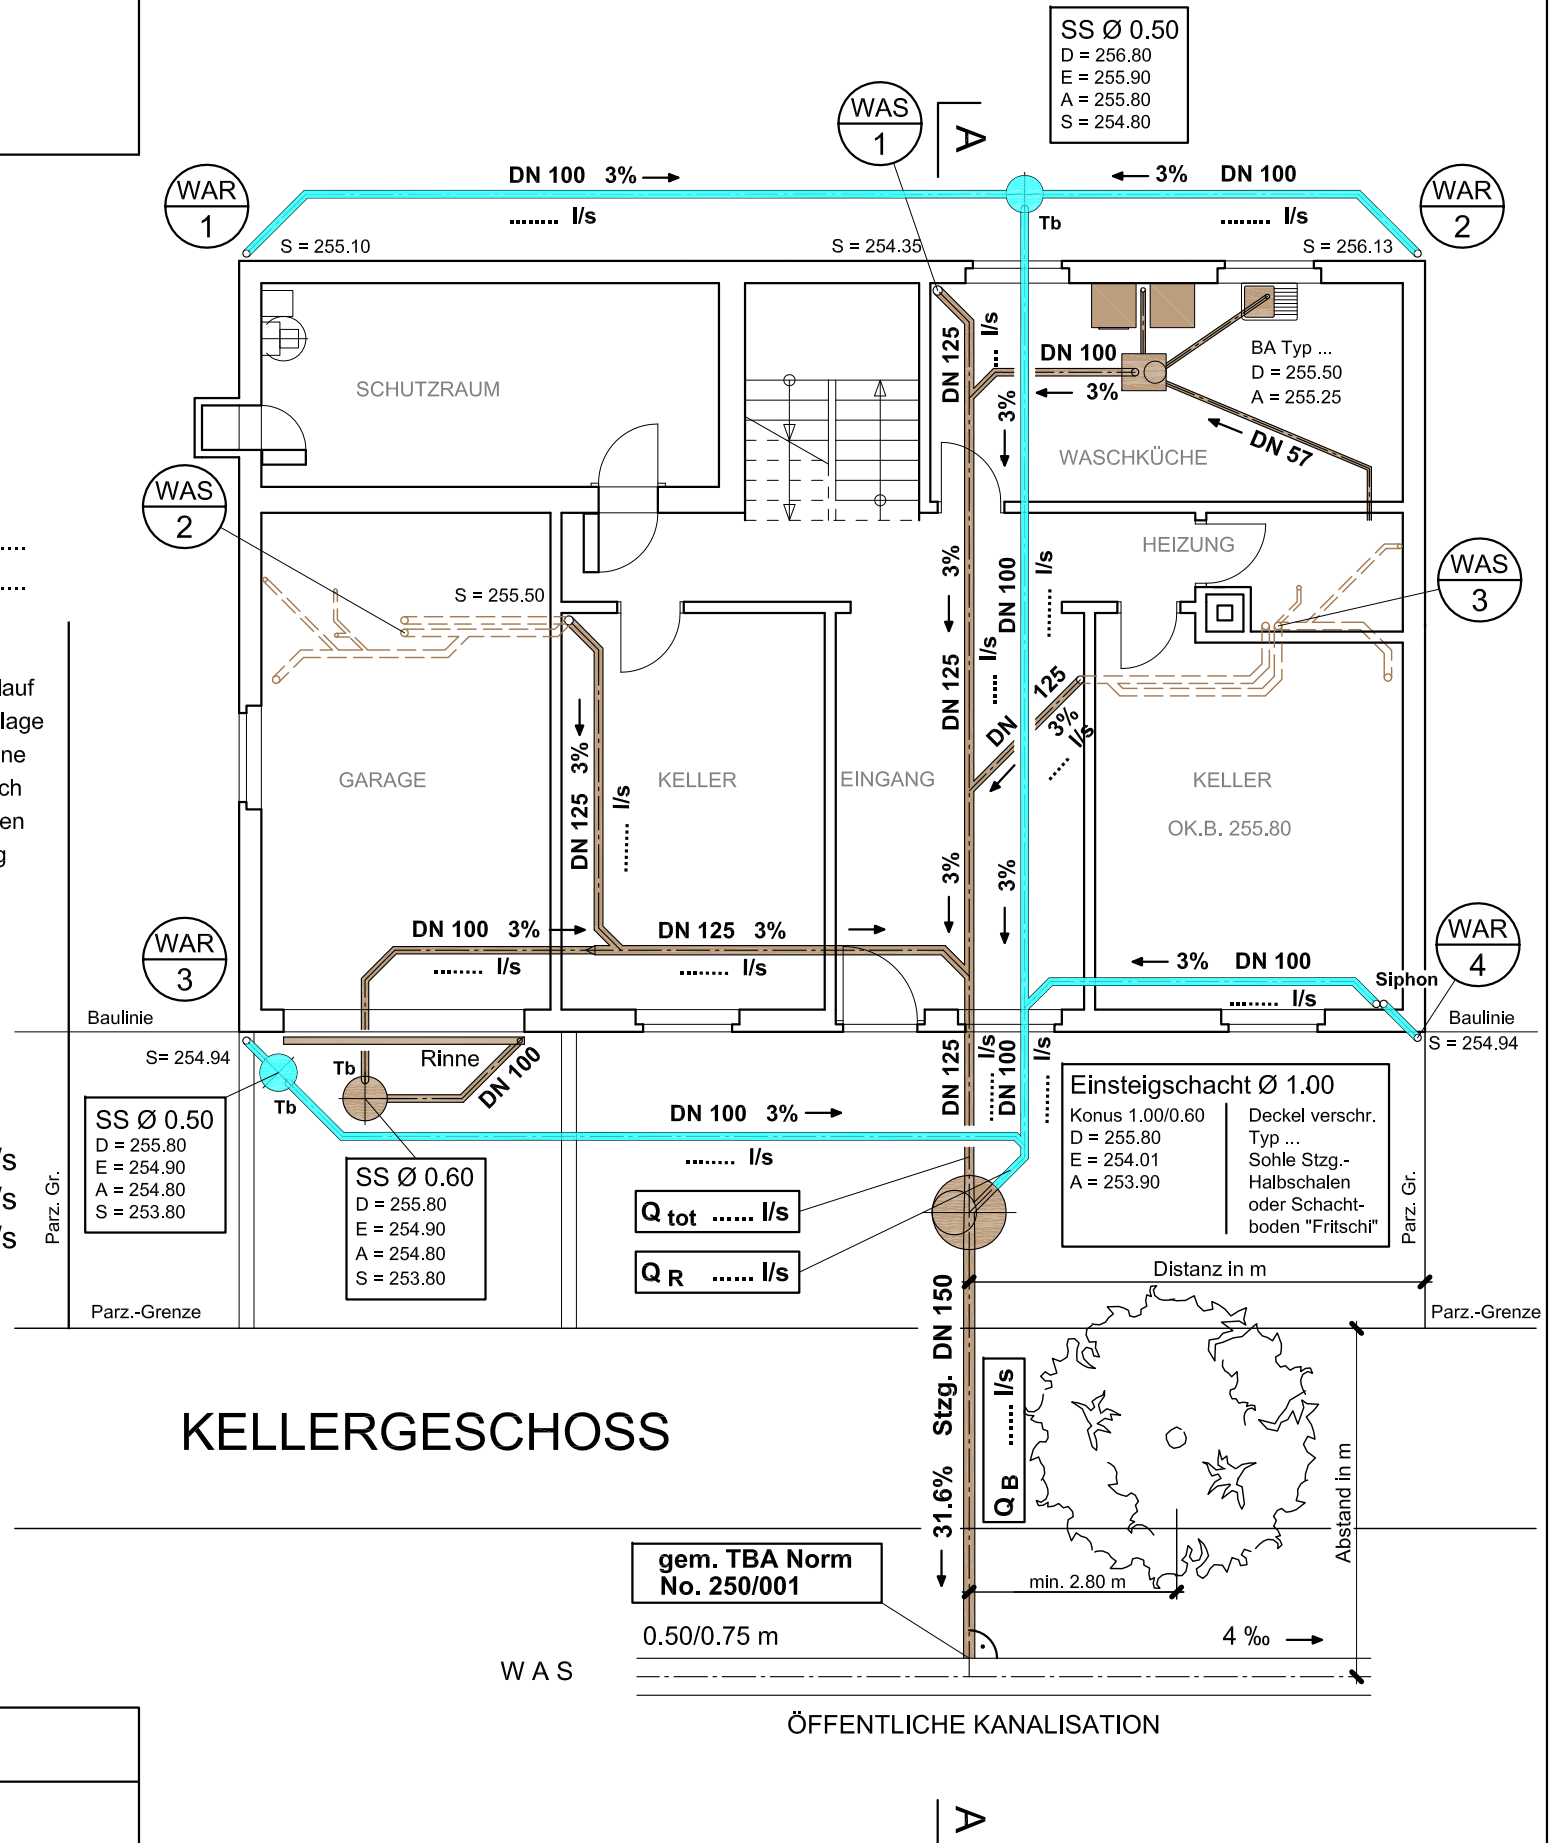 SS Ø 0.50
D = 256.80
E = 255.90
A = 255.80
S = 254.80
WAS
1
A
WAR
1
DN 100 3%
........ l/s
S = 255.10
S = 254.35
Tb
3% DN 100
........ l/s
S = 256.13
WAR
2
SCHUTZRAUM
DN 125
.... l/s
DN 100
3%
3%
BA Typ ...
D = 255.50
A = 255.25
DN 57
WASCHKÜCHE
WAS
2
S = 255.50
HEIZUNG
WAS
3
3%
DN 125
...... l/s
DN 100
........ l/s
DN 125
3%
..... l/s
.....
.....
lauf
lage
ne
ch
en
g
GARAGE
DN 125 3%
........ l/s
KELLER
EINGANG
KELLER
OK.B. 255.80
3%
3%
WAR
3
DN 100 3%
........ l/s
DN 125 3%
........ l/s
3% DN 100
........ l/s
Siphon
WAR
4
Baulinie
Baulinie
S= 254.94
S = 254.94
Rinne
Tb
DN 100
Tb
DN 125
........ l/s
DN 100
........ l/s
SS Ø 0.50
D = 255.80
E = 254.90
A = 254.80
S = 253.80
/s
/s
/s
Parz. Gr.
SS Ø 0.60
D = 255.80
E = 254.90
A = 254.80
S = 253.80
DN 100 3%
........ l/s
Q tot ...... l/s
Q R ...... l/s
Einsteigschacht Ø 1.00
Konus 1.00/0.60
D = 255.80
E = 254.01
A = 253.90
Deckel verschr.
Typ ...
Sohle Stzg.-
Halbschalen
oder Schacht-
boden "Fritschi"
Parz. Gr.
Distanz in m
Parz.-Grenze
Parz.-Grenze
31.6% Stzg. DN 150
Q B ...... l/s
KELLERGESCHOSS
Abstand in m
gem. TBA Norm
No. 250/001
min. 2.80 m
0.50/0.75 m
4 ‰
W A S
ÖFFENTLICHE KANALISATION
A